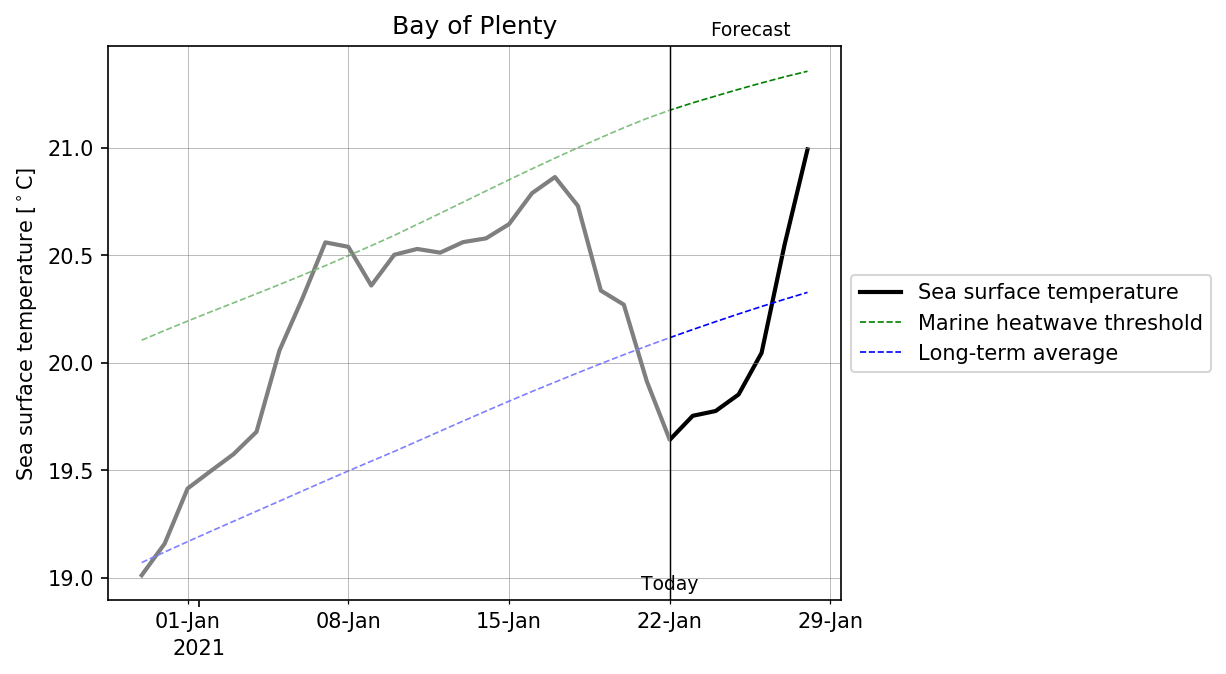 Bay of Plenty
Forecast
Sea surface temperature [°C]
21.0
20.5
20.0
19.5
19.0
Today
01-Jan
08-Jan
15-Jan
22-Jan
29-Jan
2021
Sea surface temperature
Marine heatwave threshold
Long-term average